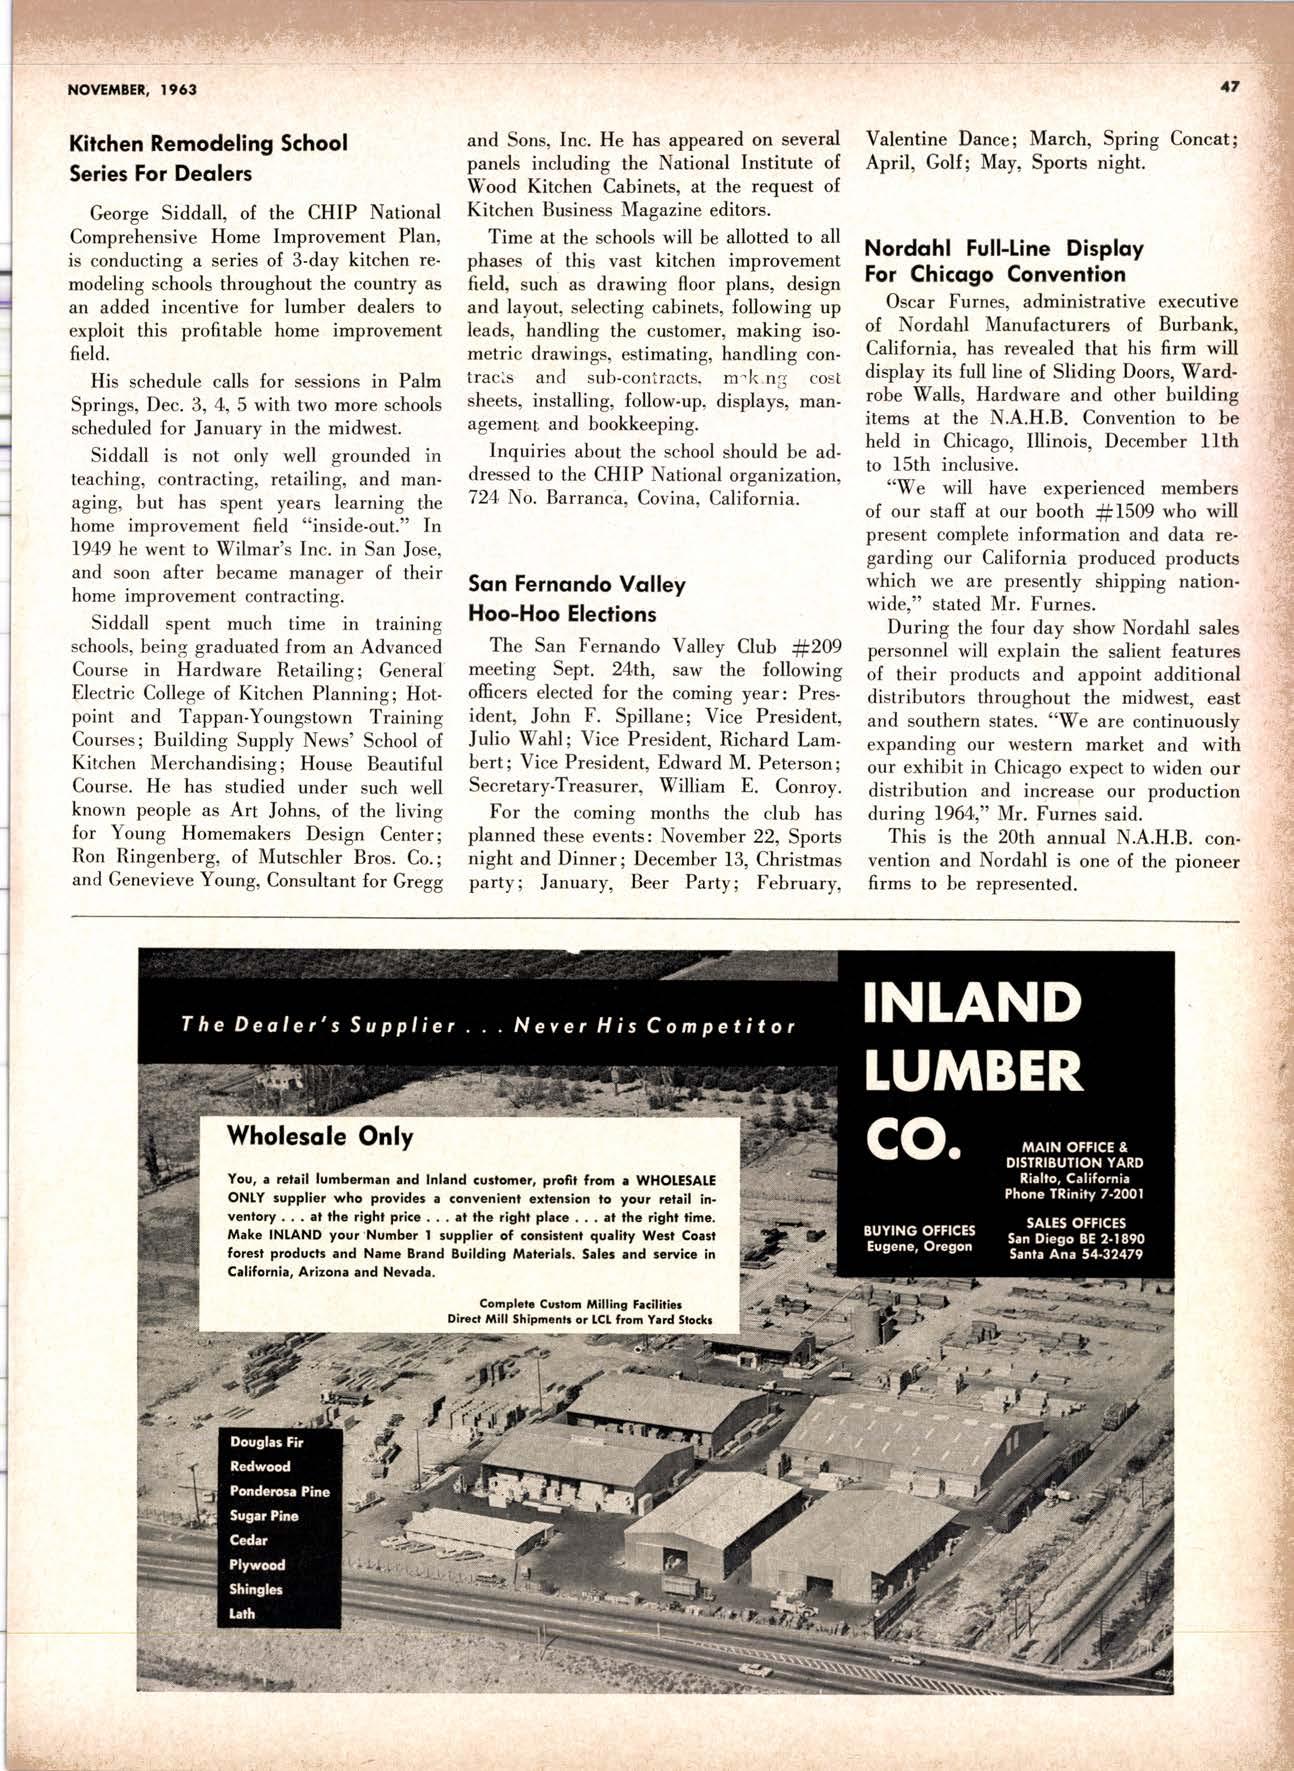 NOVEMBER, 1963
47
Kitchen Remodeling School
Series For Dealers
George Siddall, of the CHIP National
Comprehensive Home Improvement Plan,
is conducting a series of 3-day kitchen re-
modeling schools throughout the country as
an added incentive for lumber dealers to
exploit this profitable home improvement
field.
His schedule calls for sessions in Palm
Springs, Dec. 3, 4, 5 with two more schools
scheduled for January in the midwest.
Siddall is not only well grounded in
teaching, contracting, retailing, and man-
aging, but has spent years learning the
home improvement field “inside-out.” In
1949 he went to Wilmar's Inc. in San Jose,
and soon after became manager of their
home improvement contracting.
Siddall spent much time in training
schools, being graduated from an Advanced
Course in Hardware Retailing; General
Electric College of Kitchen Planning; Hot-
point and Tappan-Youngstown Training
Courses; Building Supply News' School of
Kitchen Merchandising; House Beautiful
Course. He has studied under such well
known people as Art Johns, of the living
for Young Homemakers Design Center;
Ron Ringenberg, of Mutschler Bros. Co.;
and Genevieve Young, Consultant for Gregg
and Sons, Inc. He has appeared on several
panels including the National Institute of
Wood Kitchen Cabinets, at the request of
Kitchen Business Magazine editors.
Time at the schools will be allotted to all
phases of this vast kitchen improvement
field, such as drawing floor plans, design
and layout, selecting cabinets, following up
leads, handling the customer, making iso-
metric drawings, estimating, handling con-
tracts and sub-contracts, making cost
sheets, installing, follow-up, displays, man-
agement and bookkeeping.
Inquiries about the school should be ad-
dressed to the CHIP National organization,
724 No. Barranca, Covina, California.
San Fernando Valley
Hoo-Hoo Elections
The San Fernando Valley Club #209
meeting Sept. 24th, saw the following
officers elected for the coming year: Pres-
ident, John F. Spillane; Vice President,
Julio Wahl; Vice President, Richard Lam-
bert; Vice President, Edward M. Peterson;
Secretary-Treasurer, William E. Conroy.
For the coming months the club has
planned these events: November 22, Sports
night and Dinner; December 13, Christmas
party; January, Beer Party; February,
Valentine Dance; March, Spring Concat;
April, Golf; May, Sports night.
Nordahl Full-Line Display
For Chicago Convention
Oscar Furnes, administrative executive
of Nordahl Manufacturers of Burbank,
California, has revealed that his firm will
display its full line of Sliding Doors, Ward-
robe Walls, Hardware and other building
items at the N.A.H.B. Convention to be
held in Chicago, Illinois, December 11th
to 15th inclusive.
“We will have experienced members
of our staff at our booth #1509 who will
present complete information and data re-
garding our California produced products
which we are presently shipping nation-
wide,” stated Mr. Furnes.
During the four day show Nordahl sales
personnel will explain the salient features
of their products and appoint additional
distributors throughout the midwest, east
and southern states. “We are continuously
expanding our western market and with
our exhibit in Chicago expect to widen our
distribution and increase our production
during 1964,” Mr. Furnes said.
This is the 20th annual N.A.H.B. con-
vention and Nordahl is one of the pioneer
firms to be represented.
The Dealer's Supplier . . . Never His Competitor
INLAND
LUMBER
CO.
MAIN OFFICE &
DISTRIBUTION YARD
Rialto, California
Phone TRinity 7-2001
BUYING OFFICES
Eugene, Oregon
SALES OFFICES
San Diego BE 2-1890
Santa Ana 54-32479
Wholesale Only
You, a retail lumberman and Inland customer, profit from a WHOLESALE
ONLY supplier who provides a convenient extension to your retail in-
ventory . . . at the right price . . . at the right place . . . at the right time.
Make INLAND your Number 1 supplier of consistent quality West Coast
forest products and Name Brand Building Materials. Sales and service in
California, Arizona and Nevada.
Complete Custom Milling Facilities
Direct Mill Shipments or LCL from Yard Stocks
Douglas Fir
Redwood
Ponderosa Pine
Sugar Pine
Cedar
Plywood
Shingles
Lath